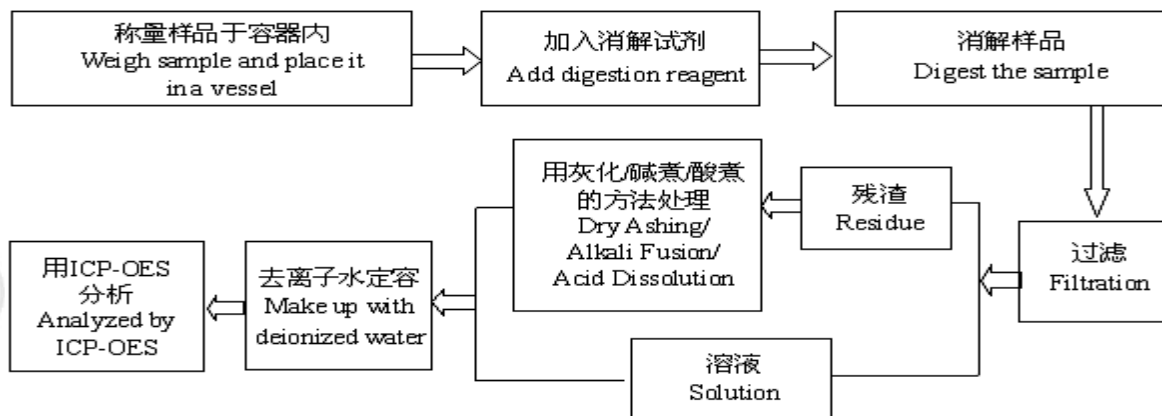 称量样品于容器内
Weigh sample and place it
in a vessel
加入消解试剂
Add digestion reagent
消解样品
Digest the sample
过滤
Filtration
残渣
Residue
用灰化/碱煮/酸煮
的方法处理
Dry Ashing/
Alkali Fusion/
Acid Dissolution
溶液
Solution
去离子水定容
Make up with
deionized water
用ICP-OES
分析
Analyzed by
ICP-OES